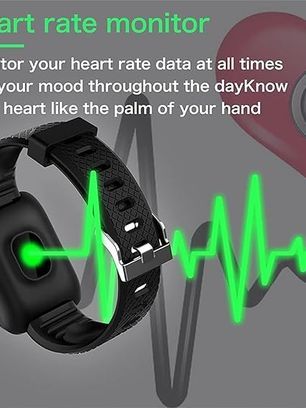 art rate monitor
itor your heart rate data at all times
your mood throughout the dayKnow
heart like the palm of your hand